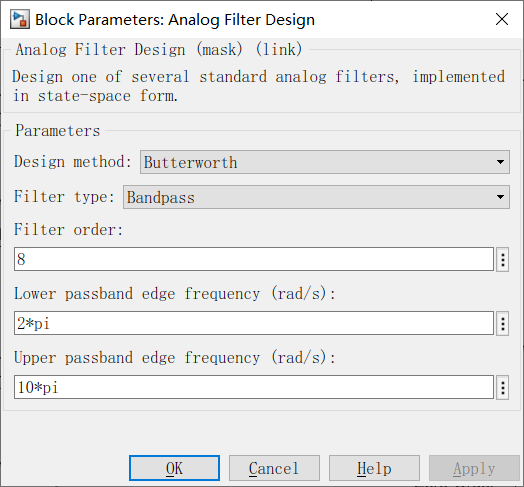 Block Parameters: Analog Filter Design
Analog Filter Design (mask) (link)
Design one of several standard analog filters, implemented
in state-space form.
Parameters
Design method: Butterworth
Filter type: Bandpass
Filter order:
8
Lower passband edge frequency (rad/s):
2*pi
Upper passband edge frequency (rad/s):
10*pi
OK Cancel Help Apply